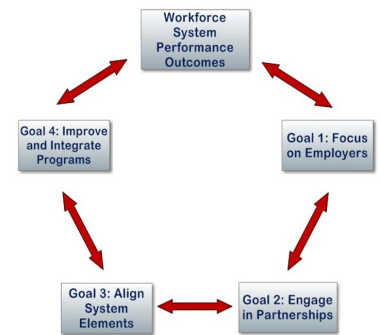 Workforce
System
Performance
Outcomes
Goal 4: Improve
and Integrate
Programs
Goal 1: Focus
on Employers
Goal 3: Align
System
Elements
Goal 2: Engage
in Partnerships